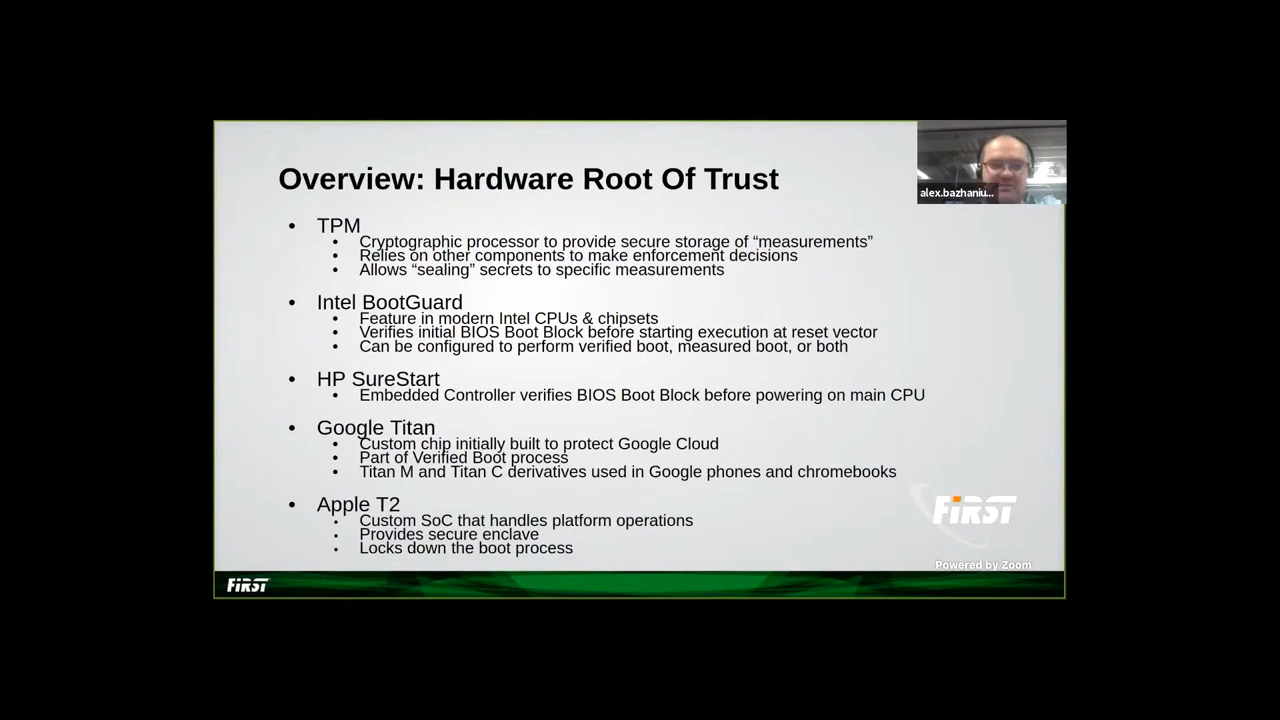 Overview: Hardware Root Of Trust
alex.bazhaniu...
• TPM
• Cryptographic processor to provide secure storage of “measurements”
• Relies on other components to make enforcement decisions
• Allows “sealing” secrets to specific measurements
• Intel BootGuard
• Feature in modern Intel CPUs & chipsets
• Verifies initial BIOS Boot Block before starting execution at reset vector
• Can be configured to perform verified boot, measured boot, or both
• HP SureStart
• Embedded Controller verifies BIOS Boot Block before powering on main CPU
• Google Titan
• Custom chip initially built to protect Google Cloud
• Part of Verified Boot process
• Titan M and Titan C derivatives used in Google phones and chromebooks
• Apple T2
• Custom SoC that handles platform operations
• Provides secure enclave
• Locks down the boot process
FiRST
Powered by Zoom
FiRST